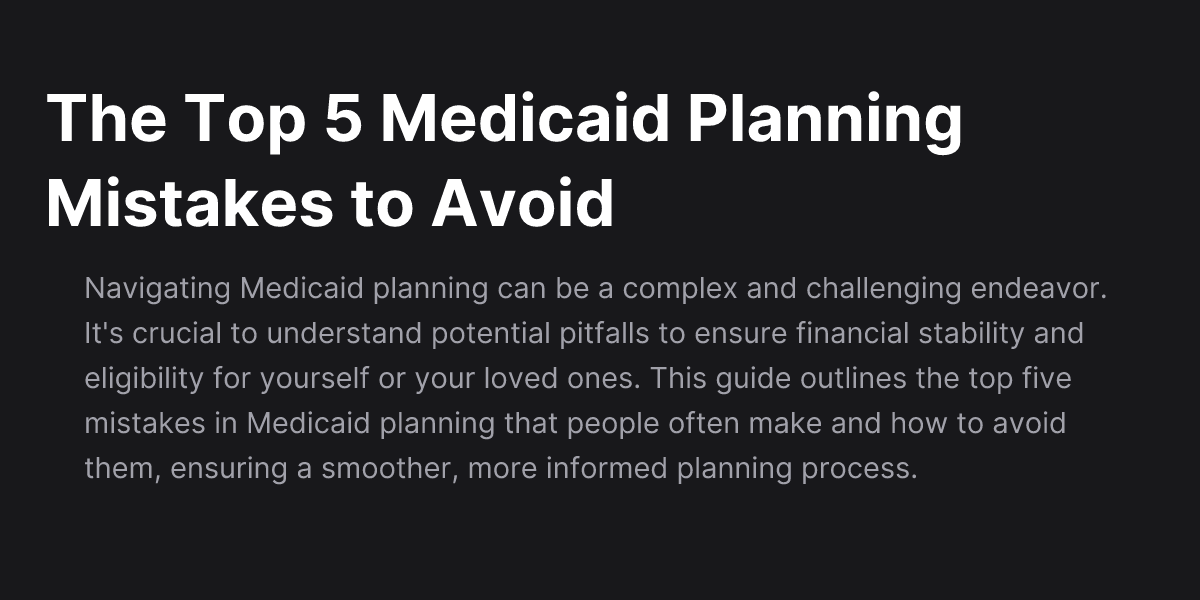 The Top 5 Medicaid Planning
Mistakes to Avoid
Navigating Medicaid planning can be a complex and challenging endeavor.
It's crucial to understand potential pitfalls to ensure financial stability and
eligibility for yourself or your loved ones. This guide outlines the top five
mistakes in Medicaid planning that people often make and how to avoid
them, ensuring a smoother, more informed planning process.